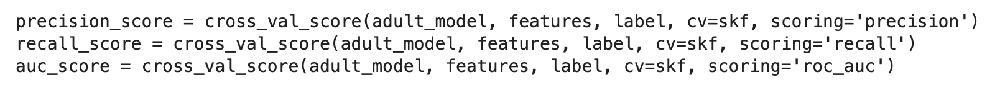 precision_score = cross_val_score(adult_model, features, label, cv=skf, scoring='precision')
recall_score = cross_val_score(adult_model, features, label, cv=skf, scoring='recall')
auc_score = cross_val_score(adult_model, features, label, cv=skf, scoring='roc_auc')